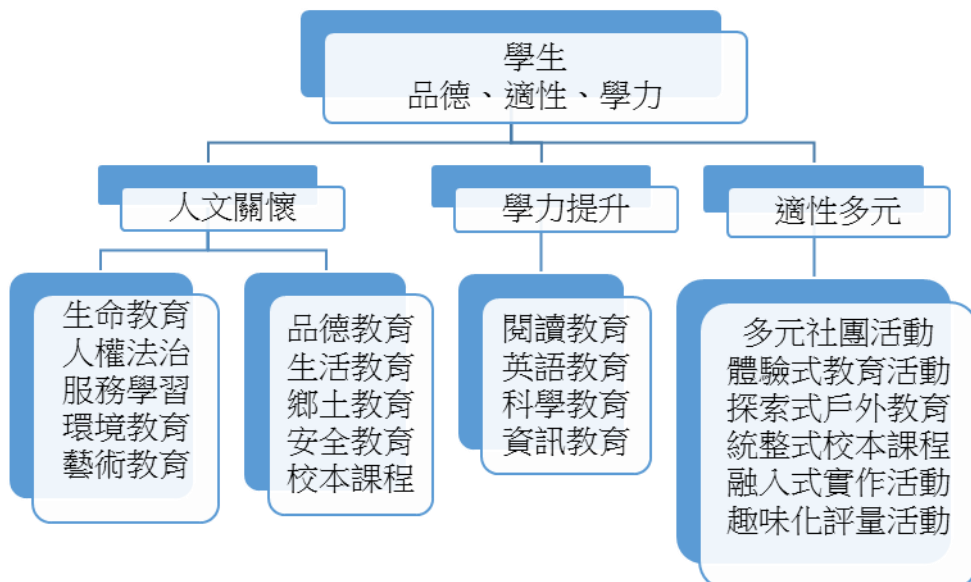 學生
品德、適性、學力
人文關懷
學力提升
適性多元
生命教育
人權法治
服務學習
環境教育
藝術教育
品德教育
生活教育
鄉土教育
安全教育
校本課程
閱讀教育
英語教育
科學教育
資訊教育
多元社團活動
體驗式教育活動
探索式戶外教育
統整式校本課程
融入式實作活動
趣味化評量活動